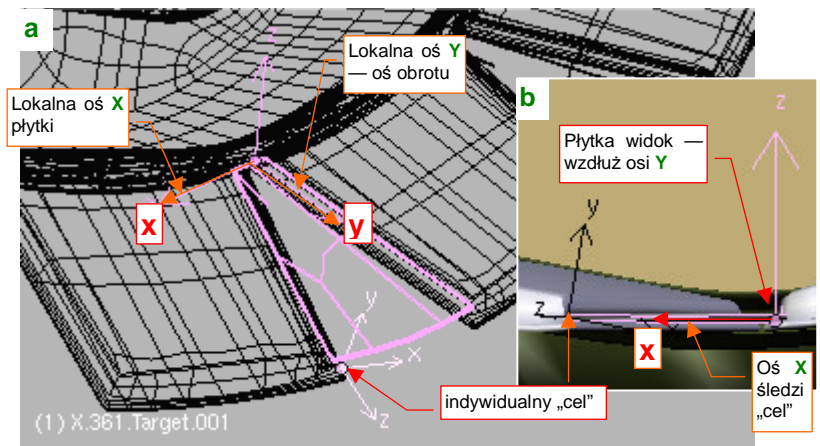 a
z
Lokalna oś Y
— oś obrotu
Lokalna oś X
płytki
x
y
y
x
z
indywidualny „cel”
(1) X.361.Target.001
b
z
Płytka widok —
wzdłuż osi Y
y
z
x
Oś X
śledzi
„cel”